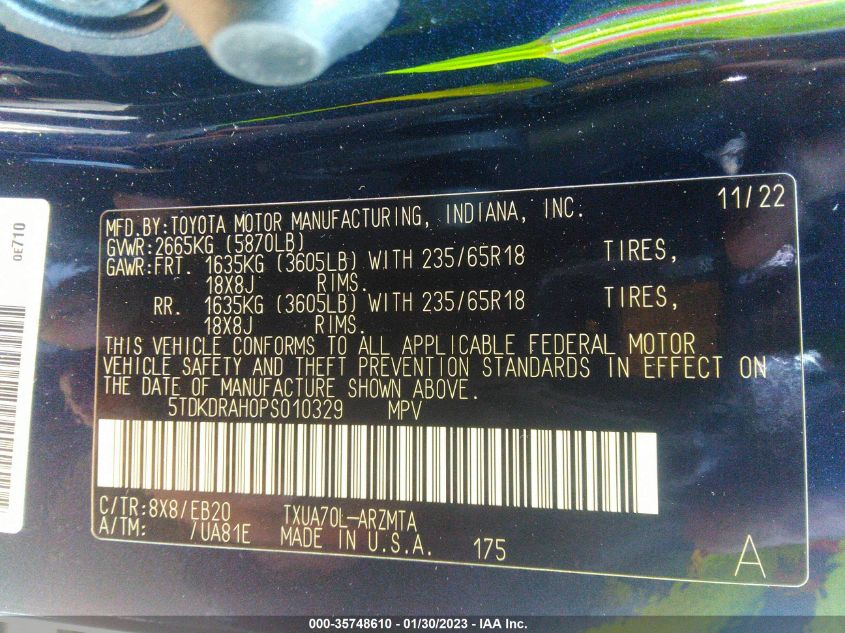 0E710
MFD.BY:TOYOTA MOTOR MANUFACTURING, INDIANA, INC. 11/22
GVWR:2665KG (5870LB)
GAWR:FRT. 1635KG (3605LB) WITH 235/65R18 TIRES,
18X8J RIMS.
RR. 1635KG (3605LB) WITH 235/65R18 TIRES,
18X8J RIMS.
THIS VEHICLE CONFORMS TO ALL APPLICABLE FEDERAL MOTOR
VEHICLE SAFETY AND THEFT PREVENTION STANDARDS IN EFFECT ON
THE DATE OF MANUFACTURE SHOWN ABOVE.
5TDKDRAH0PS010329 MPV
C/TR:8X8/EB20 TXUA70L-ARZMTA
A/TM: /UA81E MADE IN U.S.A. 175 A
000-35748610 - 01/30/2023 - IAA Inc.